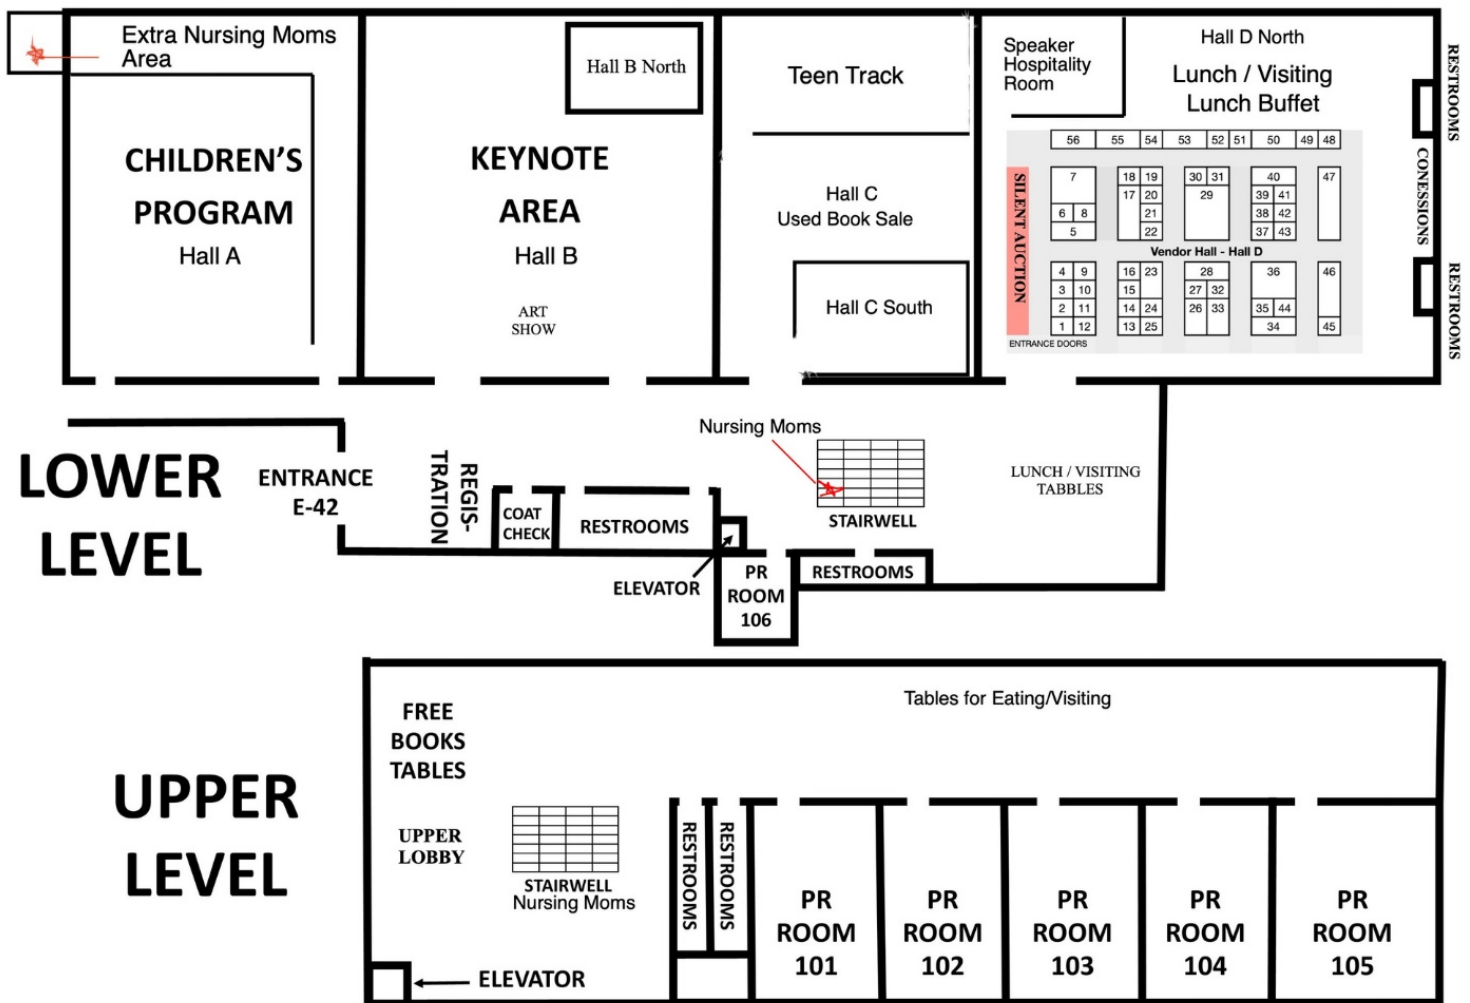 Extra Nursing Moms
Area
CHILDREN'S
PROGRAM
Hall A
Hall B North
KEYNOTE
AREA
Hall B
ART
SHOW
Teen Track
Hall C
Used Book Sale
Hall C South
Speaker
Hospitality
Room
Hall D North
Lunch / Visiting
Lunch Buffet
56 55 54 53 52 51 50 49 48
7 18 19 30 31 40 47
17 20 29 39 41
6 8 21 38 42
5 22 37 43
Vendor Hall - Hall D
4 9 16 23 28 36 46
3 10 15 27 32
2 11 14 24 26 33 35 44
1 12 13 25 34 45
SILENT AUCTION
ENTRANCE DOORS
RESTROOMS
CONESSIONS
RESTROOMS
LOWER
LEVEL
ENTRANCE
E-42
REGIS-
TRATION
COAT
CHECK
RESTROOMS
ELEVATOR
Nursing Moms
STAIRWELL
PR
ROOM
106
RESTROOMS
LUNCH / VISITING
TABBLES
UPPER
LEVEL
FREE
BOOKS
TABLES
UPPER
LOBBY
Tables for Eating/Visiting
STAIRWELL
Nursing Moms
ELEVATOR
RESTROOMS
RESTROOMS
PR
ROOM
101
PR
ROOM
102
PR
ROOM
103
PR
ROOM
104
PR
ROOM
105